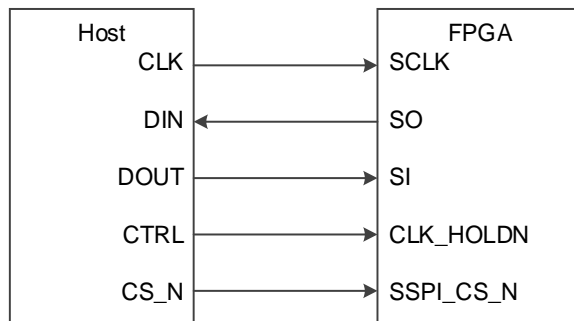 Host FPGA
CLK SCLK
DIN SO
DOUT SI
CTRL CLK_HOLDN
CS_N SSPI_CS_N